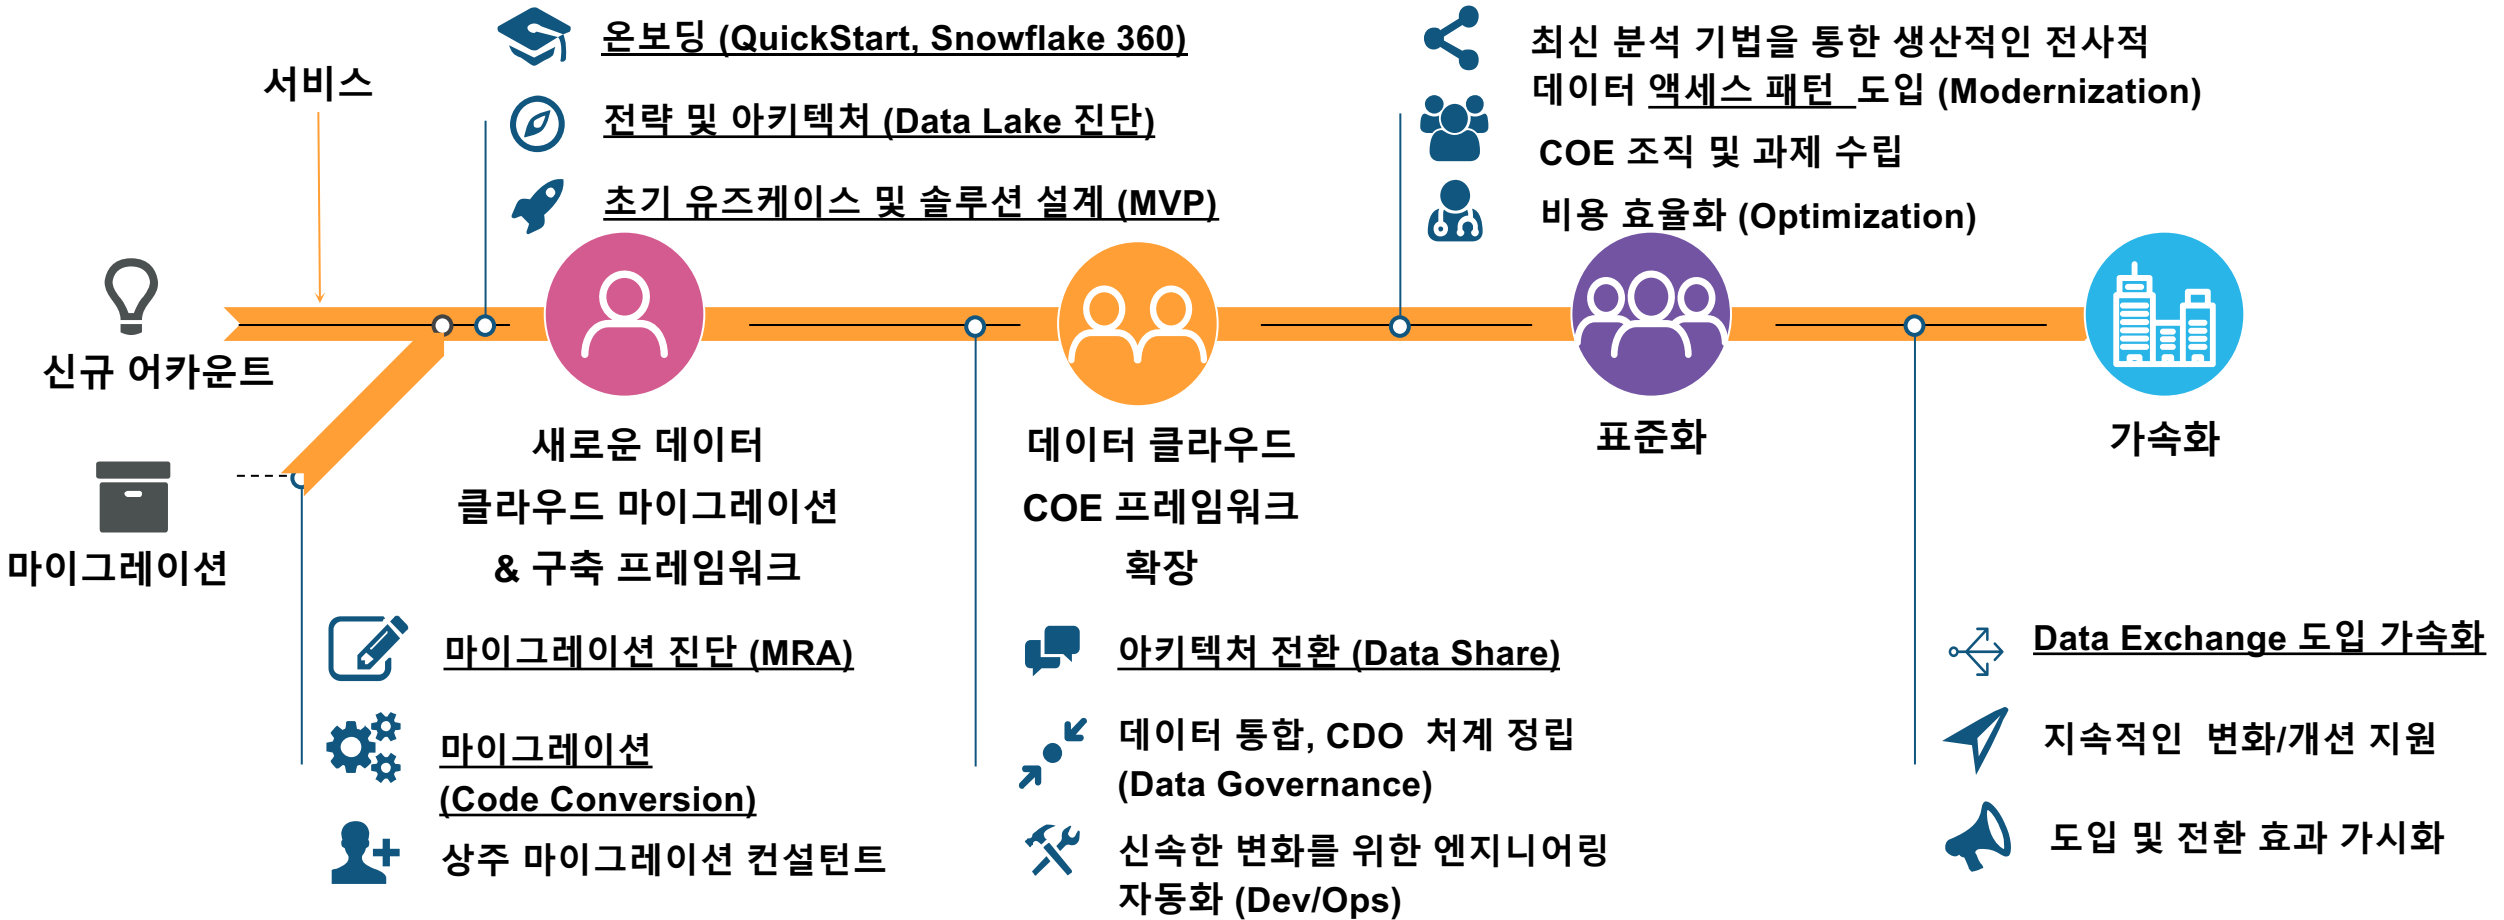 서비스
온보딩 (QuickStart, Snowflake 360)
전략 및 아키텍처 (Data Lake 진단)
초기 유즈케이스 및 솔루션 설계 (MVP)
최신 분석 기법을 통한 생산적인 전사적
데이터 액세스 패턴 도입 (Modernization)
COE 조직 및 과제 수립
비용 효율화 (Optimization)
신규 어카운트
마이그레이션
새로운 데이터
클라우드 마이그레이션
& 구축 프레임워크
데이터 클라우드
COE 프레임워크
확장
표준화
가속화
마이그레이션 진단 (MRA)
마이그레이션
(Code Conversion)
상주 마이그레이션 컨설턴트
아키텍처 전환 (Data Share)
데이터 통합, CDO 체계 정립
(Data Governance)
신속한 변화를 위한 엔지니어링
자동화 (Dev/Ops)
Data Exchange 도입 가속화
지속적인 변화/개선 지원
도입 및 전환 효과 가시화